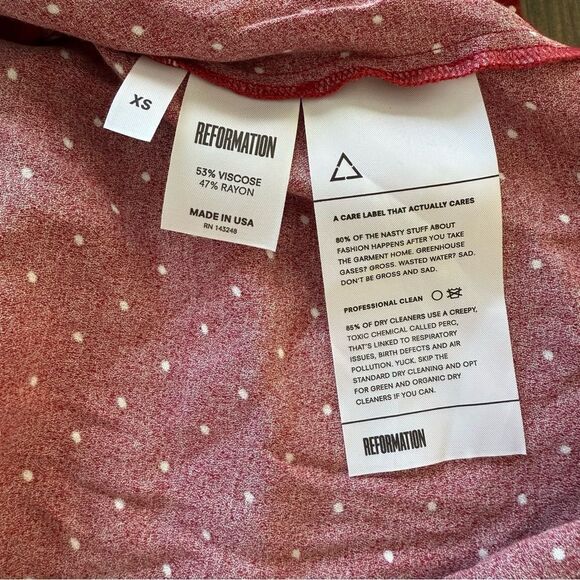 XS
REFORMATION
53% VISCOSE
47% RAYON
MADE IN USA
RN 143248
A CARE LABEL THAT ACTUALLY CARES
80% OF THE NASTY STUFF ABOUT
FASHION HAPPENS AFTER YOU TAKE
THE GARMENT HOME. GREENHOUSE
GASES? GROSS. WASTED WATER? SAD.
DON'T BE GROSS AND SAD.
PROFESSIONAL CLEAN
85% OF DRY CLEANERS USE A CREEPY,
TOXIC CHEMICAL CALLED PERC,
THAT'S LINKED TO RESPIRATORY
ISSUES, BIRTH DEFECTS AND AIR
POLLUTION. YUCK. SKIP THE
STANDARD DRY CLEANING AND OPT
FOR GREEN AND ORGANIC DRY
CLEANERS IF YOU CAN.
REFORMATION